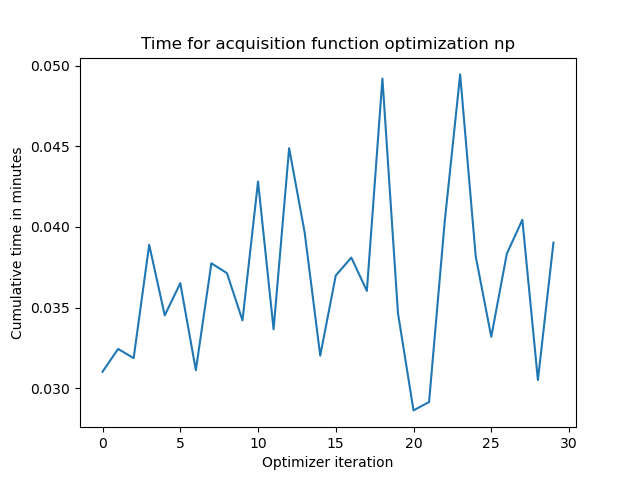 Time for acquisition function optimization np
0.050
0.045
0.040
0.035
0.030
Cumulative time in minutes
0 5 10 15 20 25 30
Optimizer iteration